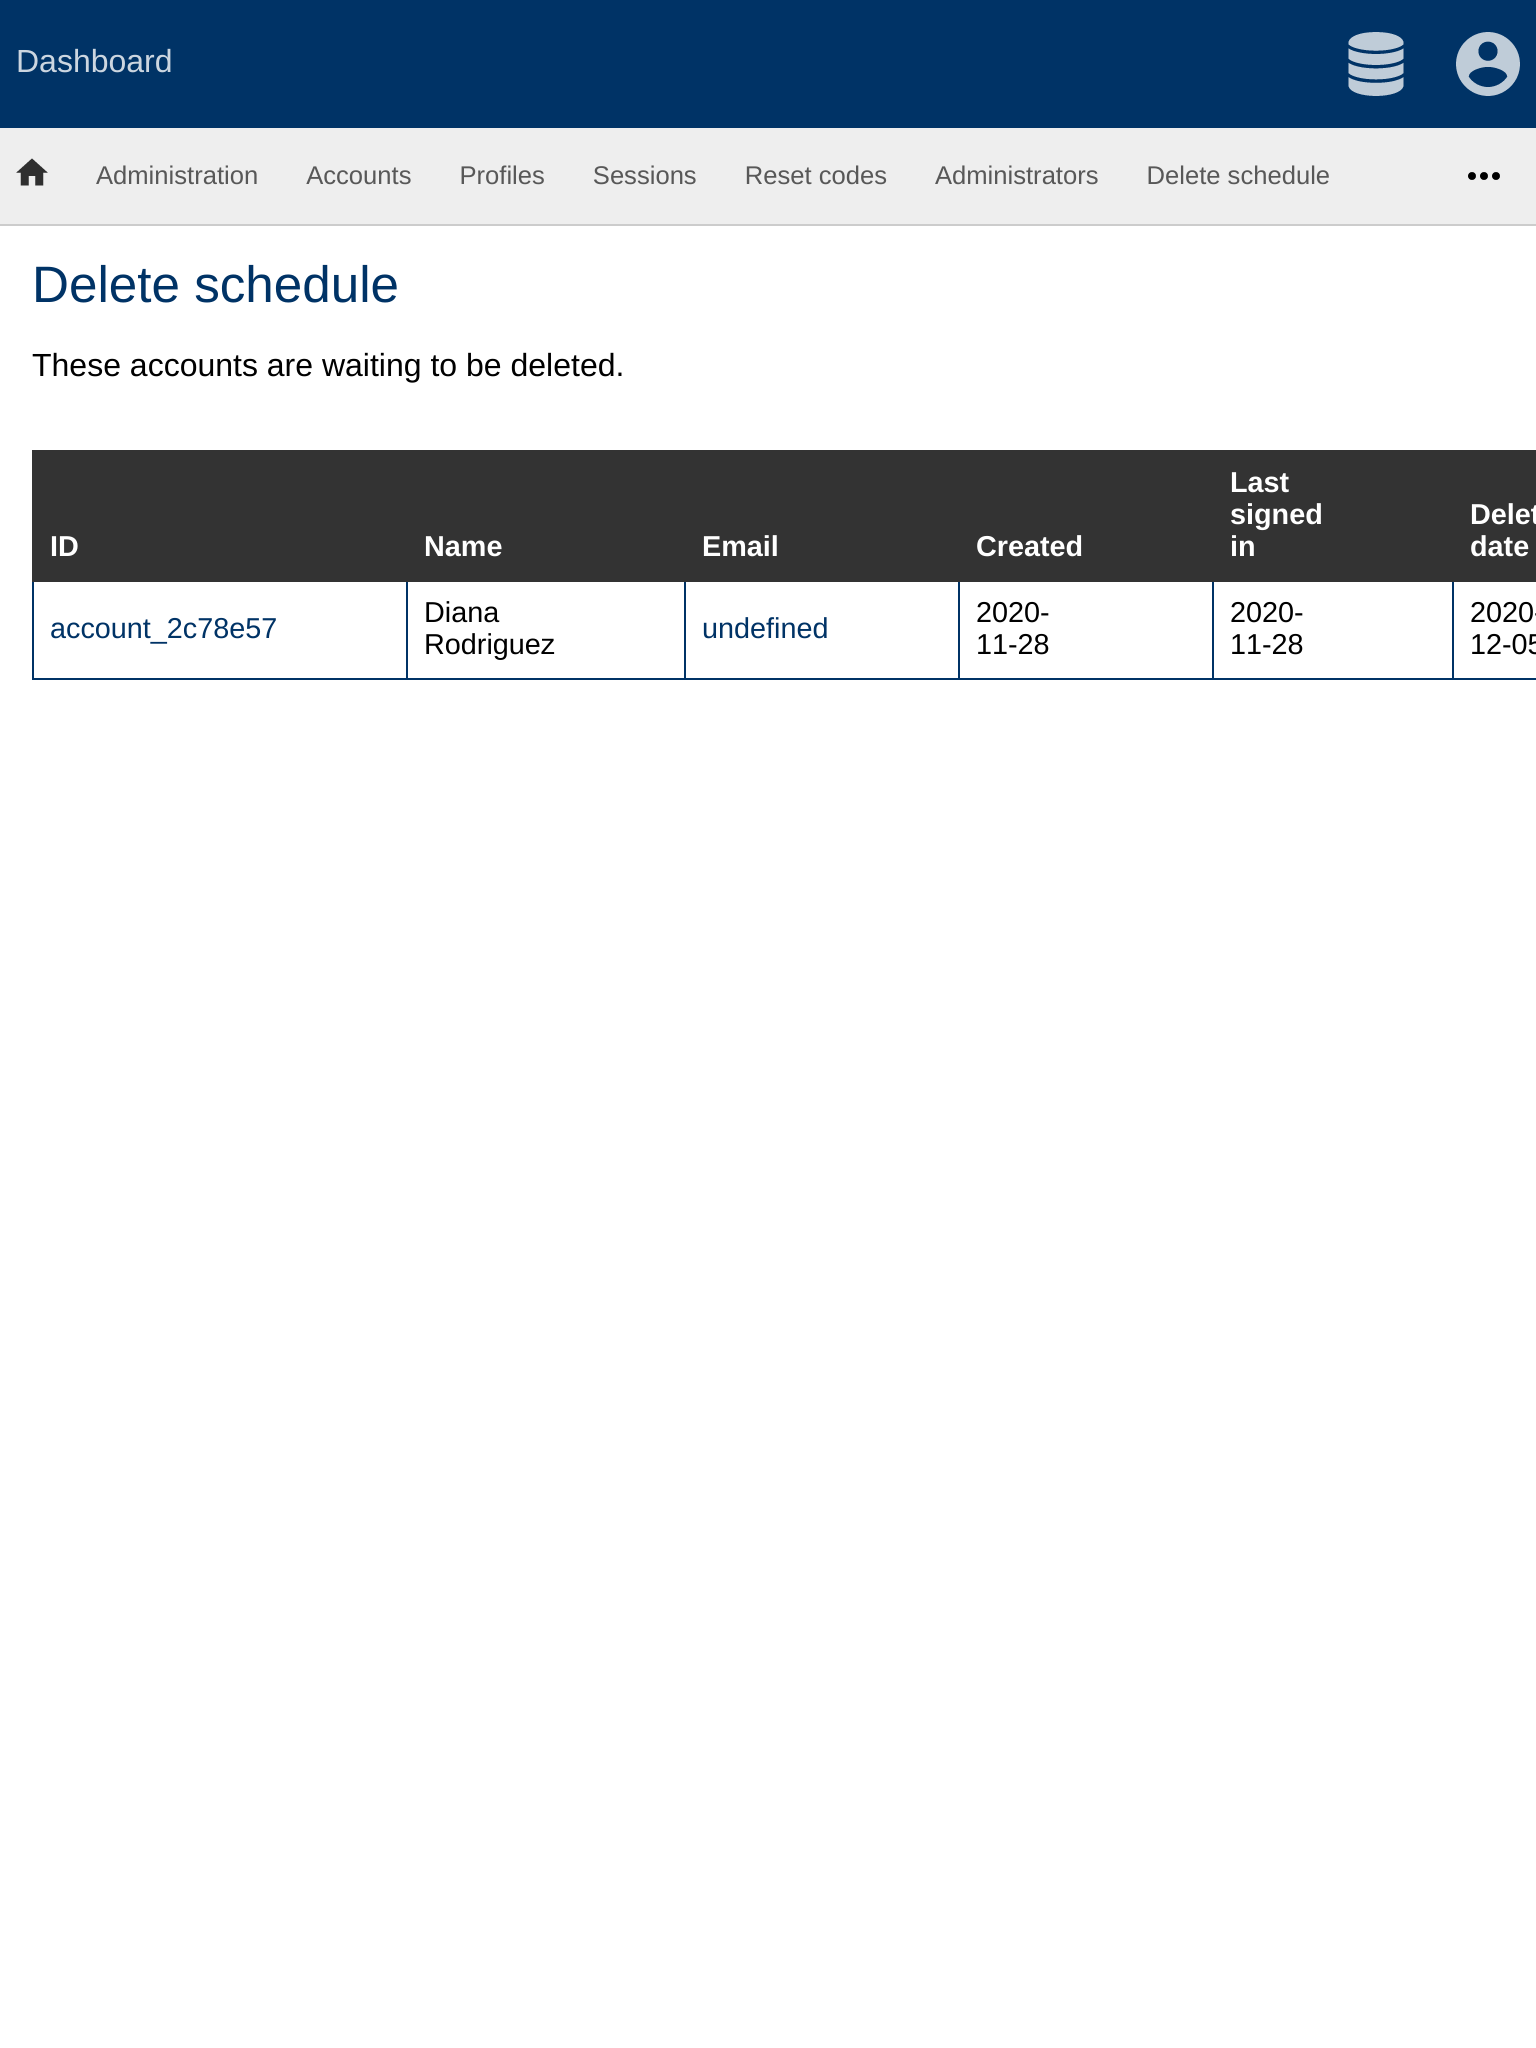 Dashboard
Administration Accounts Profiles Sessions Reset codes Administrators Delete schedule
Delete schedule
These accounts are waiting to be deleted.
ID Name Email Created Last signed in Delet date
account_2c78e57 Diana Rodriguez undefined 2020-11-28 2020-11-28 2020-12-05